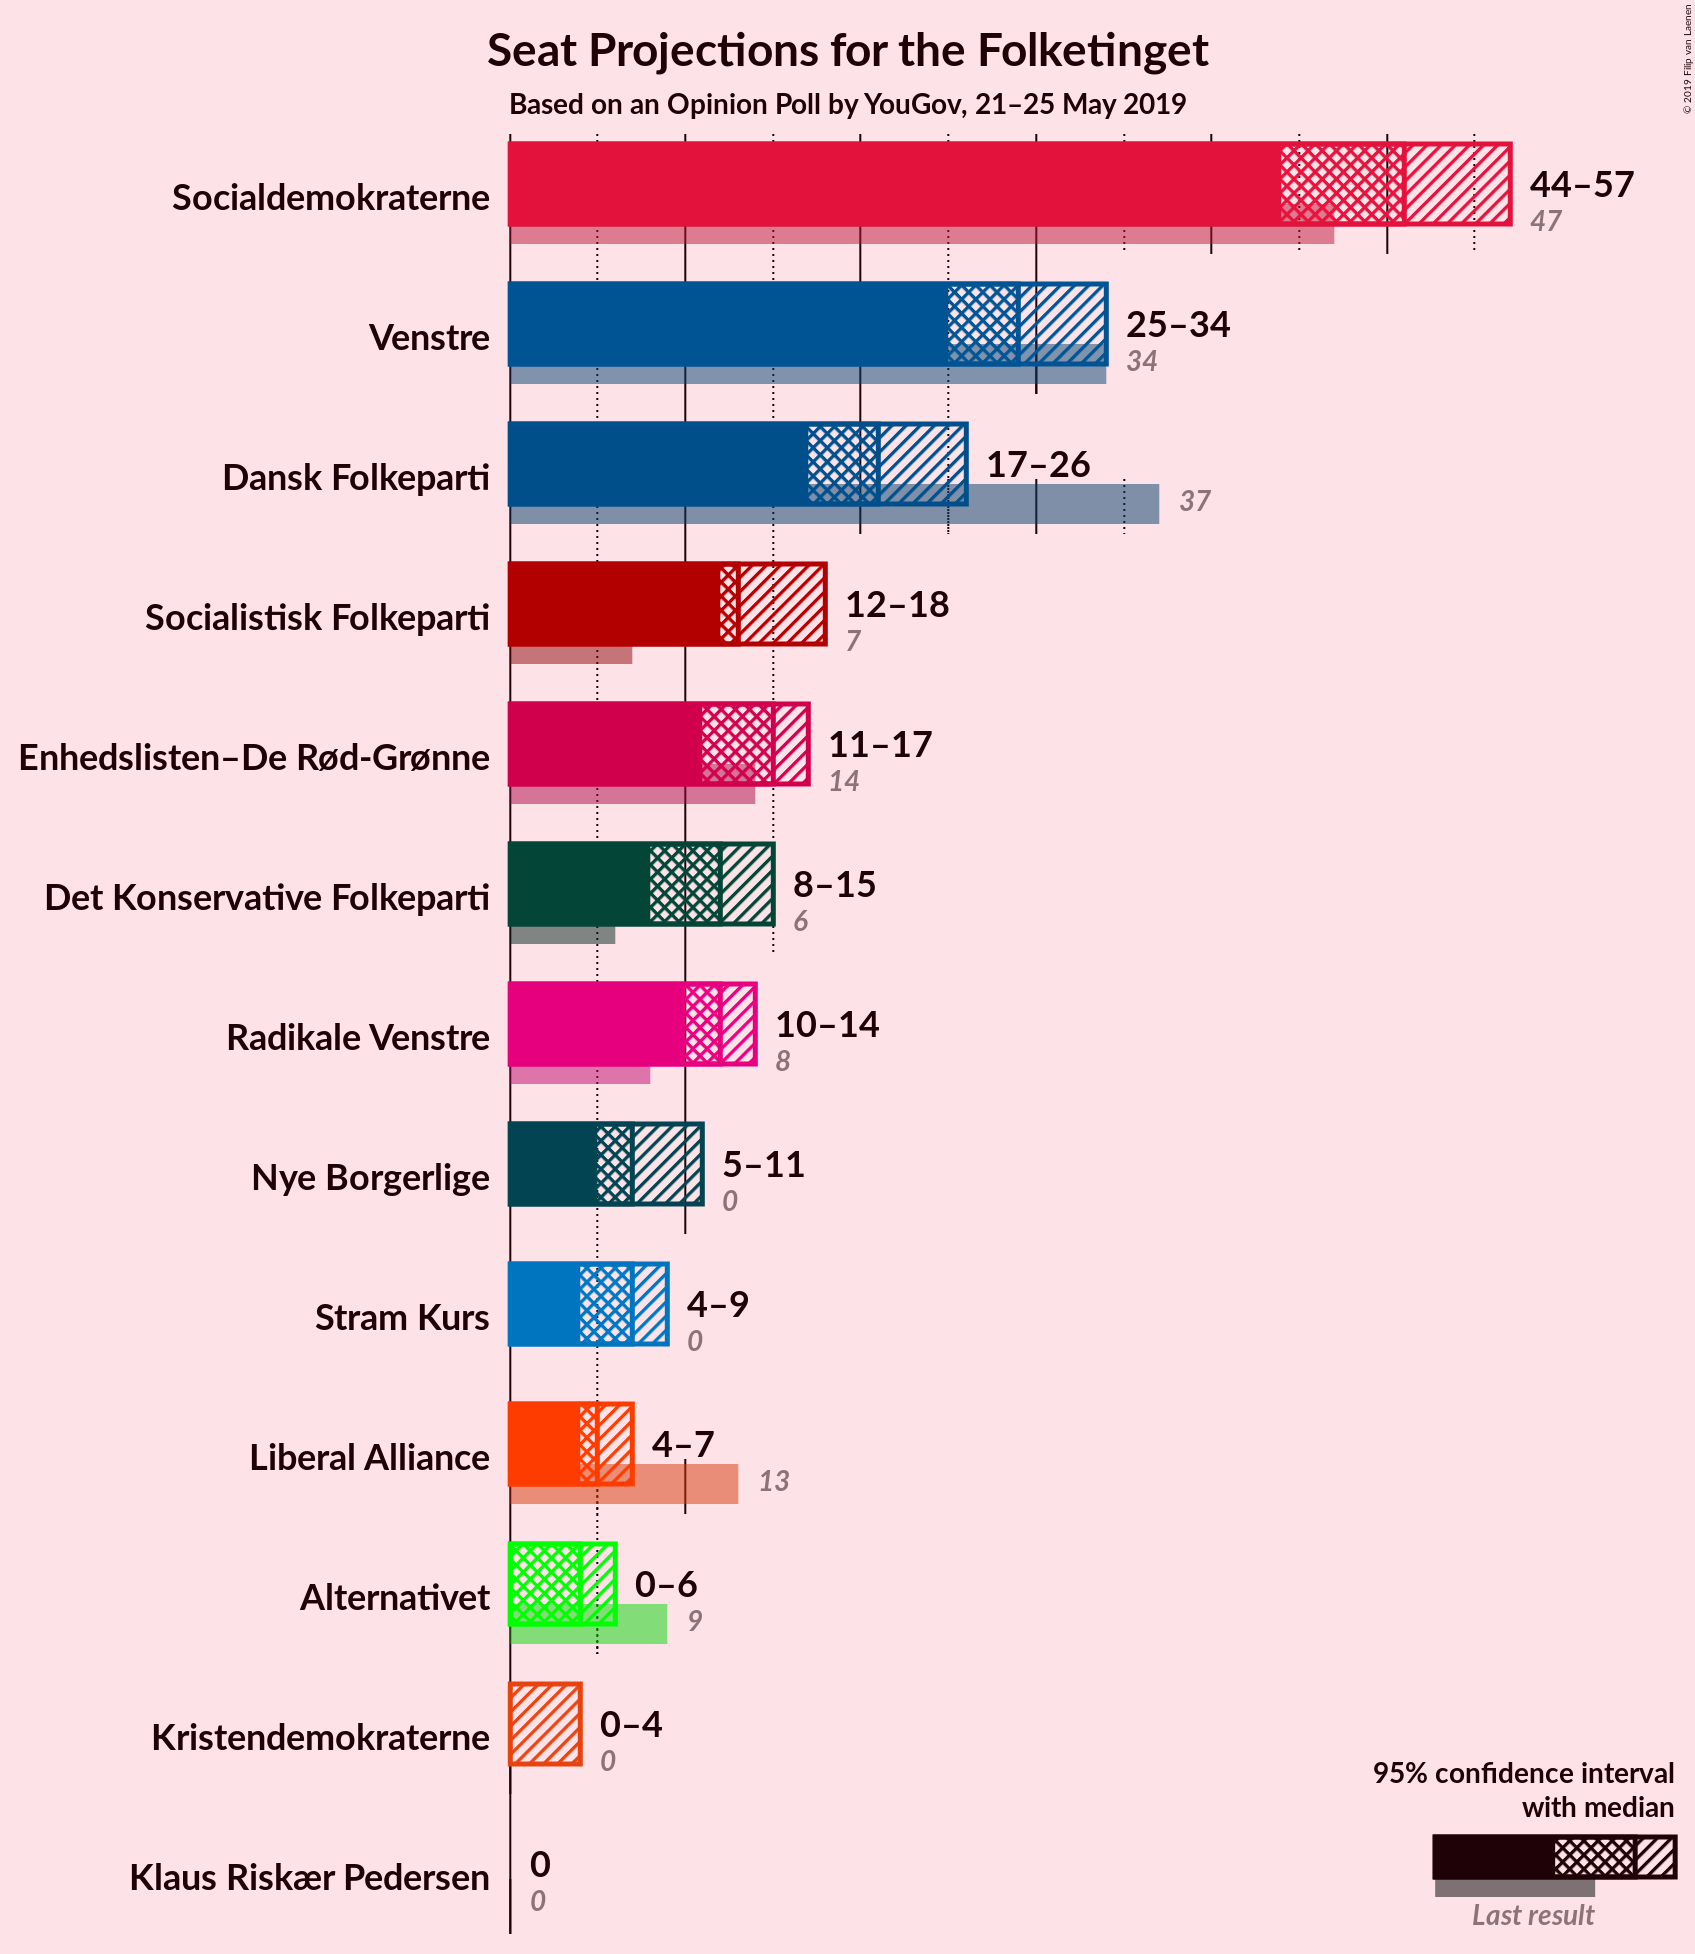 Seat Projections for the Folketinget
Based on an Opinion Poll by YouGov, 21–25 May 2019
© 2019 Filip van Laenen
Socialdemokraterne
44–57
47
Venstre
25–34
34
Dansk Folkeparti
17–26
37
Socialistisk Folkeparti
12–18
7
Enhedslisten–De Rød-Grønne
11–17
14
Det Konservative Folkeparti
8–15
6
Radikale Venstre
10–14
8
Nye Borgerlige
5–11
0
Stram Kurs
4–9
0
Liberal Alliance
4–7
13
Alternativet
0–6
9
Kristendemokraterne
0–4
0
Klaus Riskær Pedersen
0
0
95% confidence interval
with median
Last result